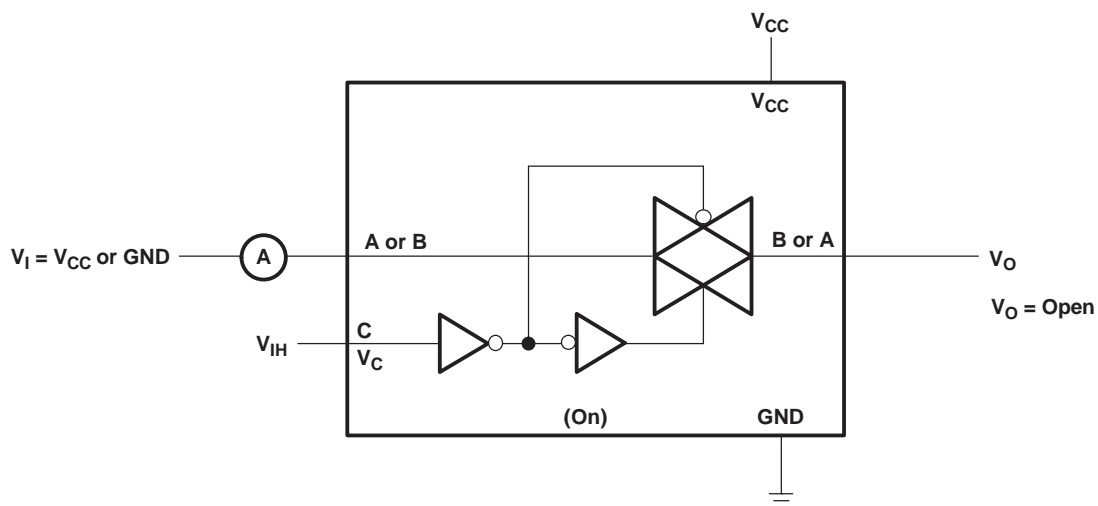 VCC
VCC
A or B
B or A
VI = VCC or GND
A
VO
VO = Open
VIH
C
VC
(On)
GND